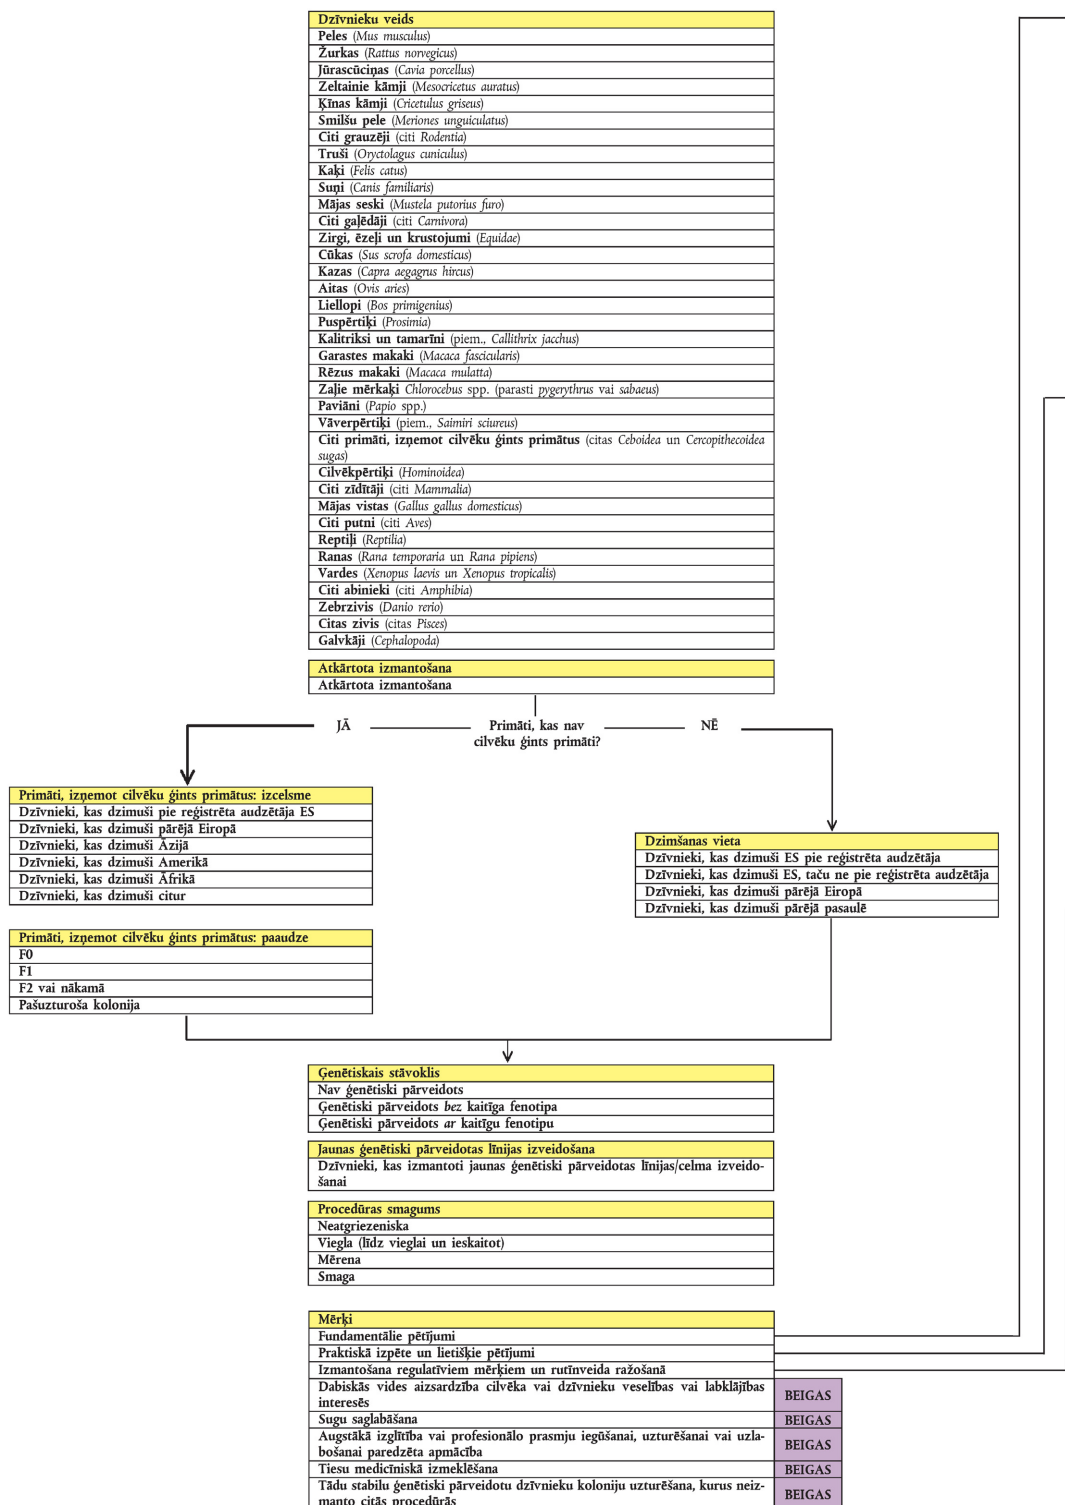 Dzīvnieku veids
Peles (Mus musculus)
Žurkas (Rattus norvegicus)
Jūrascūciņas (Cavia porcellus)
Zeltainie kāmji (Mesocricetus auratus)
Ķīnas kāmji (Cricetulus griseus)
Smilšu pele (Meriones unguiculatus)
Citi grauzēji (citi Rodentia)
Truši (Oryctolagus cuniculus)
Kaķi (Felis catus)
Suņi (Canis familiaris)
Mājas seski (Mustela putorius furo)
Citi gaļēdāji (citi Carnivora)
Zirgi, ēzeļi un krustojumi (Equidae)
Cūkas (Sus scrofa domesticus)
Kazas (Capra aegagrus hircus)
Aitas (Ovis aries)
Liellopi (Bos primigenius)
Puspērtiķi (Prosimia)
Kalitriksi un tamarīni (piem., Callithrix jacchus)
Garastes makaki (Macaca fascicularis)
Rēzus makaki (Macaca mulatta)
Zaļie mērkaķi Chlorocebus spp. (parasti pygerythrus vai sabaeus)
Paviāni (Papio spp.)
Vāverpērtiķi (piem., Saimiri sciureus)
Citi primāti, izņemot cilvēku ģints primātus (citas Ceboidea un Cercopithecoidea
sugas)
Cilvēkpērtiķi (Hominoidea)
Citi zīdītāji (citi Mammalia)
Mājas vistas (Gallus gallus domesticus)
Citi putni (citi Aves)
Reptiļi (Reptilia)
Ranas (Rana temporaria un Rana pipiens)
Vardes (Xenopus laevis un Xenopus tropicalis)
Citi abinieki (citi Amphibia)
Zebrzivis (Danio rerio)
Citas zivis (citas Pisces)
Galvkāji (Cephalopoda)
Atkārtota izmantošana
Atkārtota izmantošana
JĀ
Primāti, kas nav
cilvēku ģints primāti?
NĒ
Primāti, izņemot cilvēku ģints primātus: izcelsme
Dzīvnieki, kas dzimuši pie reģistrēta audzētāja ES
Dzīvnieki, kas dzimuši pārējā Eiropā
Dzīvnieki, kas dzimuši Āzijā
Dzīvnieki, kas dzimuši Amerikā
Dzīvnieki, kas dzimuši Āfrikā
Dzīvnieki, kas dzimuši citur
Dzimšanas vieta
Dzīvnieki, kas dzimuši ES pie reģistrēta audzētāja
Dzīvnieki, kas dzimuši ES, taču ne pie reģistrēta audzētāja
Dzīvnieki, kas dzimuši pārējā Eiropā
Dzīvnieki, kas dzimuši pārējā pasaulē
Primāti, izņemot cilvēku ģints primātus: paaudze
F0
F1
F2 vai nākamā
Pašuzturoša kolonija
Ģenētiskais stāvoklis
Nav ģenētiski pārveidots
Ģenētiski pārveidots bez kaitīga fenotipa
Ģenētiski pārveidots ar kaitīgu fenotipu
Jaunas ģenētiski pārveidotas līnijas izveidošana
Dzīvnieki, kas izmantoti jaunas ģenētiski pārveidotas līnijas/celma izveido-
šanai
Procedūras smagums
Neatgriezeniska
Viegla (līdz vieglai un ieskaitot)
Mērena
Smaga
Mērķi
Fundamentālie pētījumi
Praktiskā izpēte un lietišķie pētījumi
Izmantošana regulatīviem mērķiem un rutīnveida ražošanā
Dabiskās vides aizsardzība cilvēka vai dzīvnieku veselības vai labklājības
interesēs
BEIGAS
Sugu saglabāšana
BEIGAS
Augstākā izglītība vai profesionālo prasmju iegūšanai, uzturēšanai vai uzla-
bošanai paredzēta apmācība
BEIGAS
Tiesu medicīniskā izmeklēšana
BEIGAS
Tādu stabilu ģenētiski pārveidotu dzīvnieku koloniju uzturēšana, kurus neiz-
manto citās procedūrās
BEIGAS